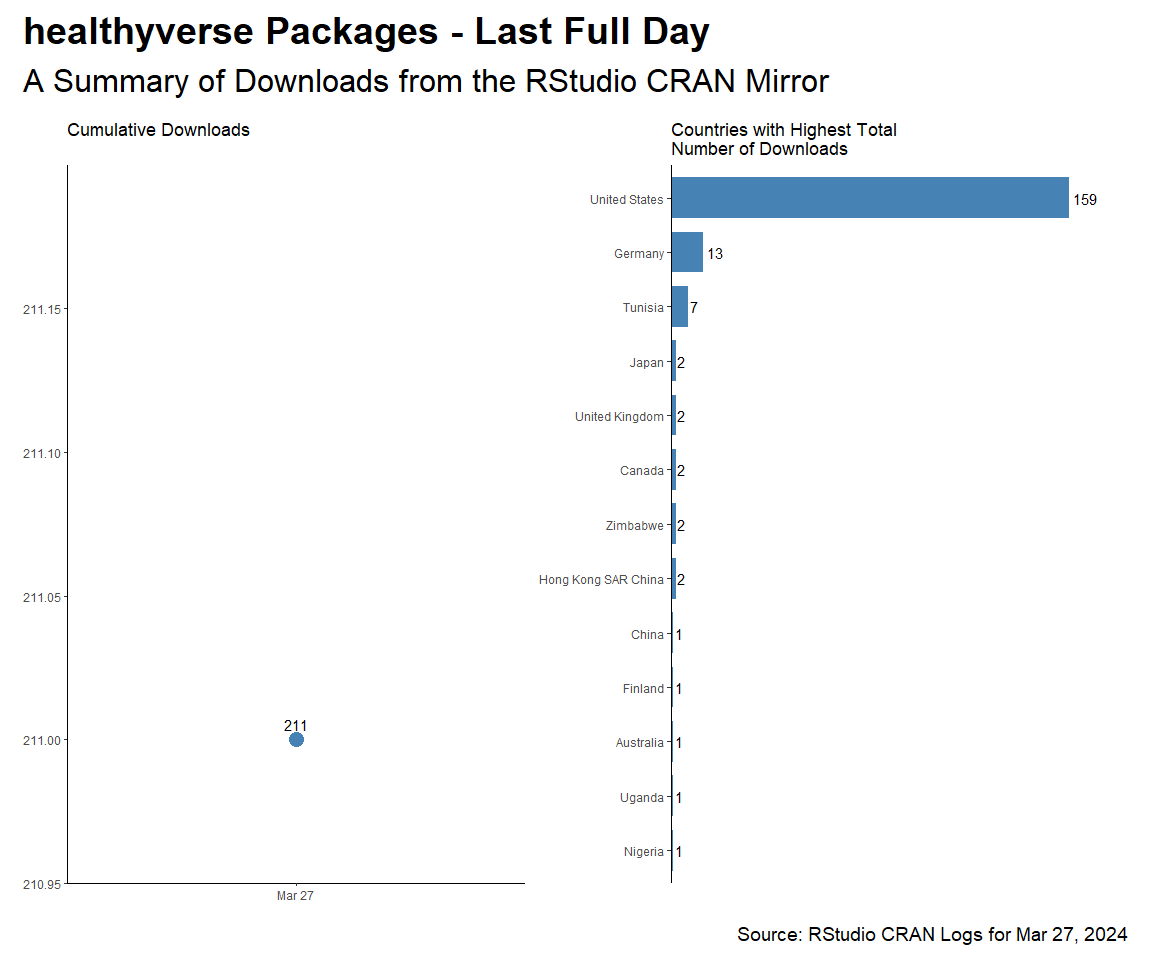 healthyverse Packages - Last Full Day
A Summary of Downloads from the RStudio CRAN Mirror
Cumulative Downloads
211.15
211.10
211.05
211.00
210.95
211
Mar 27
Countries with Highest Total
Number of Downloads
United States 159
Germany 13
Tunisia 7
Japan 2
United Kingdom 2
Canada 2
Zimbabwe 2
Hong Kong SAR China 2
China 1
Finland 1
Australia 1
Uganda 1
Nigeria 1
Source: RStudio CRAN Logs for Mar 27, 2024